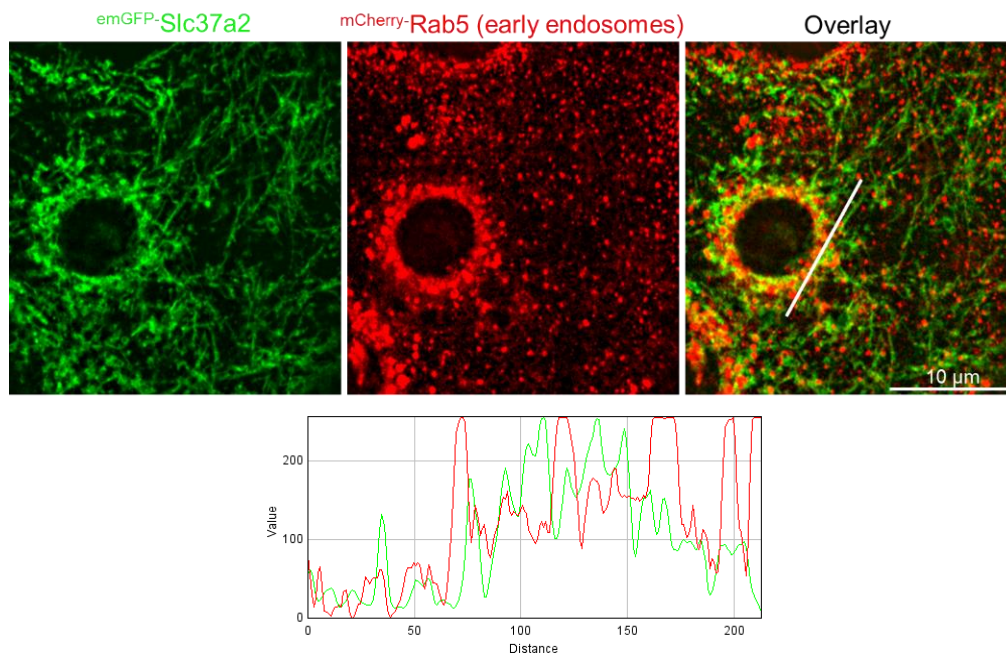 emGFP-Slc37a2
mCherry-Rab5 (early endosomes)
Overlay
10 µm
200
100
0
Value
0 50 100 150 200
Distance